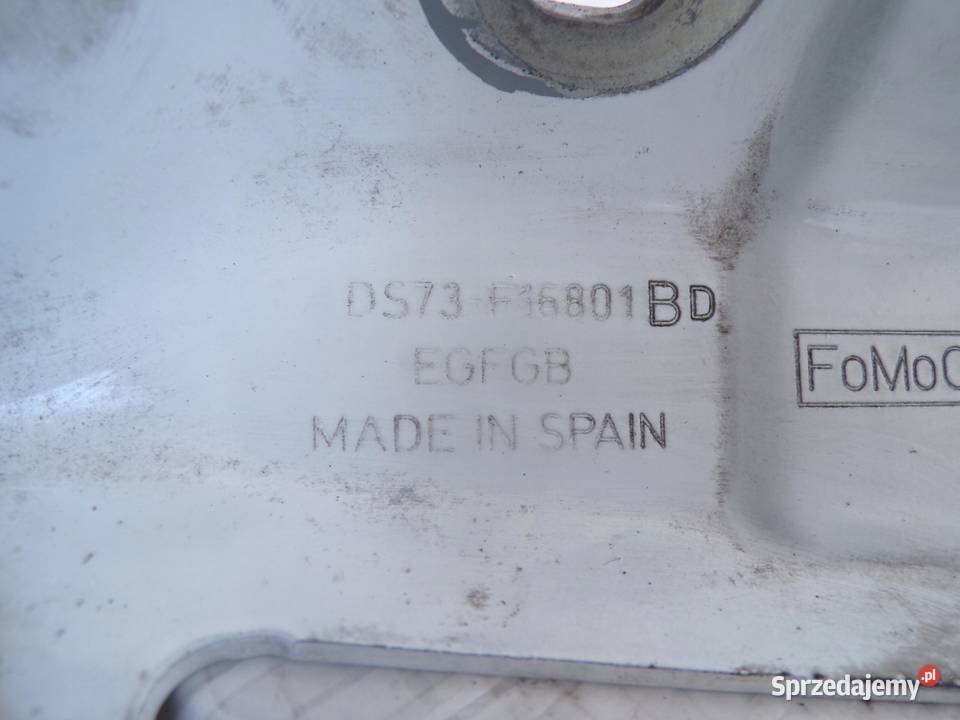 DS73-F16801BD
EGFGB
MADE IN SPAIN
FoMoC
Sprzedajemy.pl